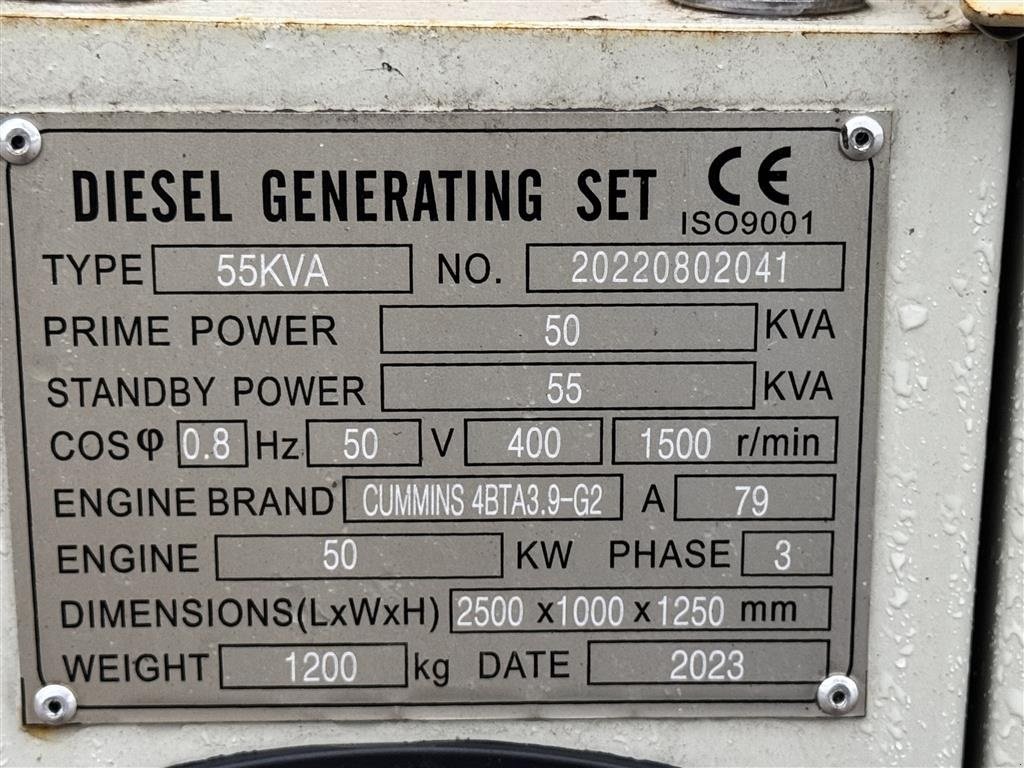 DIESEL GENERATING SET CE
ISO9001
TYPE 55KVA NO. 20220802041
PRIME POWER 50 KVA
STANDBY POWER 55 KVA
COSφ 0.8 Hz 50 V 400 1500 r/min
ENGINE BRAND CUMMINS 4BTA3.9-G2 A 79
ENGINE 50 KW PHASE 3
DIMENSIONS(LxWxH) 2500 x1000 x1250 mm
WEIGHT 1200 kg DATE 2023